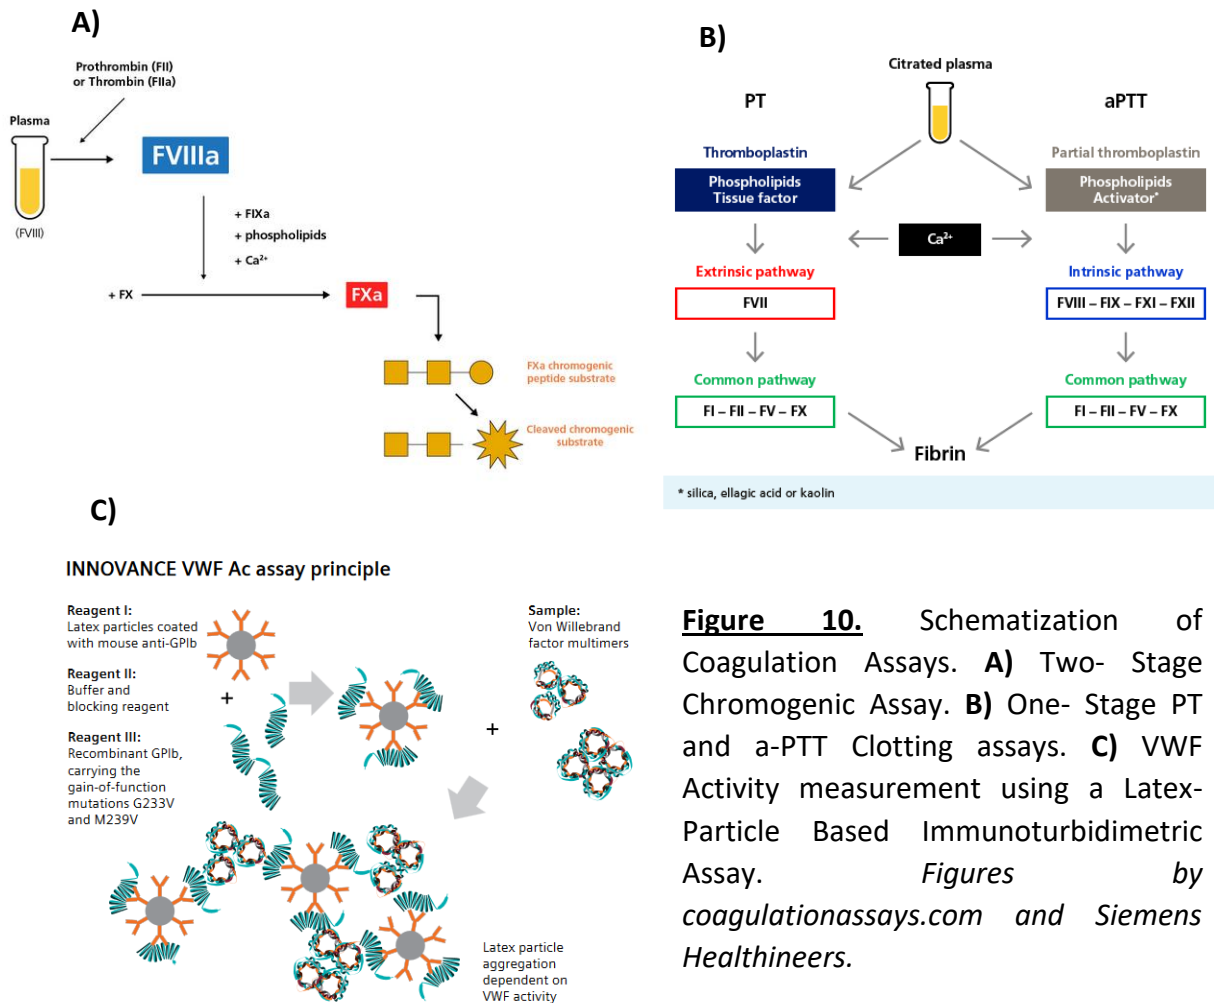 A)
Prothrombin (FII)
or Thrombin (FIIa)
Plasma
FVIIIa
(FVIII)
+ FIXa
+ phospholipids
+ Ca²⁺
+ FX
FXa
FXa chromogenic
peptide substrate
Cleaved chromogenic
substrate
B)
Citrated plasma
PT
aPTT
Thromboplastin
Partial thromboplastin
Phospholipids
Tissue factor
Phospholipids
Activator*
Ca²⁺
Extrinsic pathway
Intrinsic pathway
FVII
FVIII – FIX – FXI – FXII
Common pathway
Common pathway
FI – FII – FV – FX
FI – FII – FV – FX
Fibrin
* silica, ellagic acid or kaolin
C)
INNOVANCE VWF Ac assay principle
Reagent I:
Latex particles coated
with mouse anti-GPIb
Reagent II:
Buffer and
blocking reagent
Reagent III:
Recombinant GPIb,
carrying the
gain-of-function
mutations G233V
and M239V
+
+
Sample:
Von Willebrand
factor multimers
Latex particle
aggregation
dependent on
VWF activity
Figure 10. Schematization of
Coagulation Assays. A) Two- Stage
Chromogenic Assay. B) One- Stage PT
and a-PTT Clotting assays. C) VWF
Activity measurement using a Latex-
Particle Based Immunoturbidimetric
Assay. Figures by
coagulationassays.com and Siemens
Healthineers.